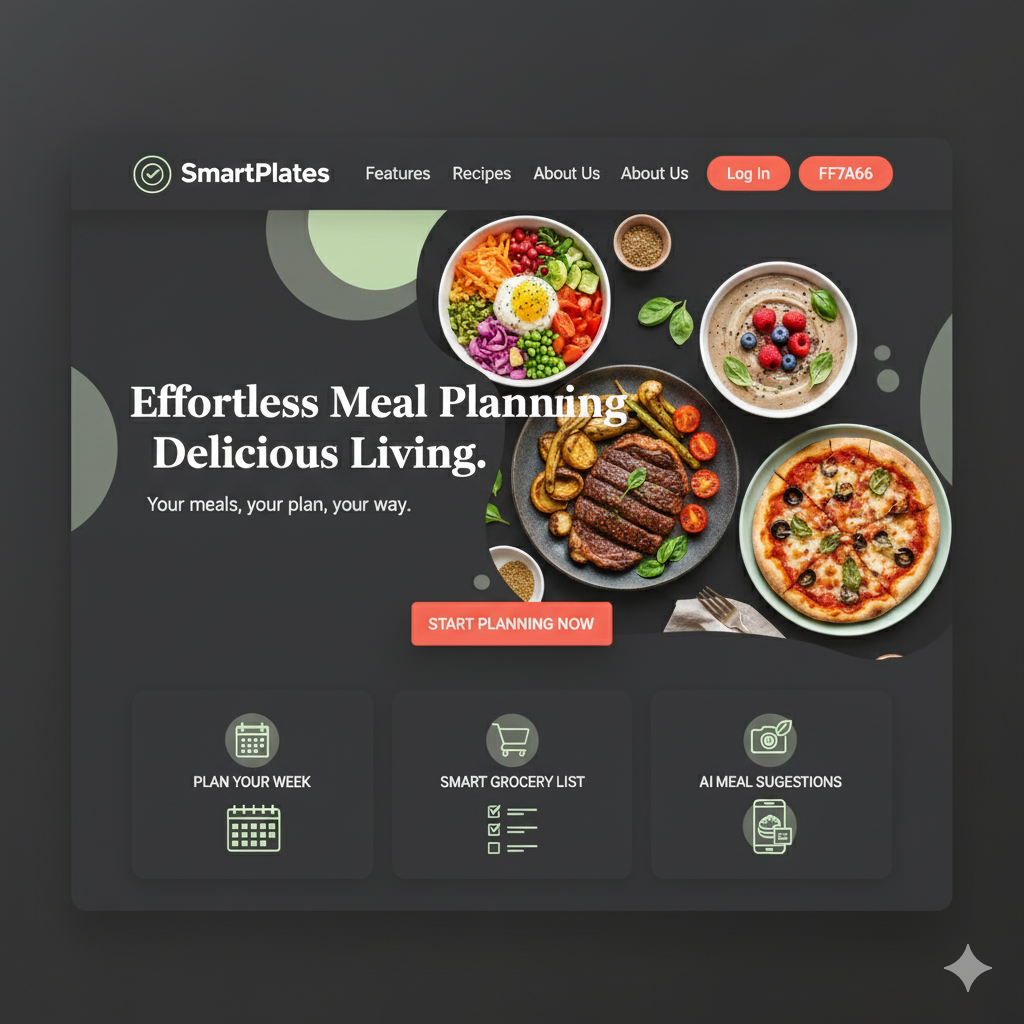 SmartPlates
Features
Recipes
About Us
About Us
Log In
FF7A66
Effortless Meal Planning
Delicious Living.
Your meals, your plan, your way.
START PLANNING NOW
PLAN YOUR WEEK
SMART GROCERY LIST
AI MEAL SUGESTIONS